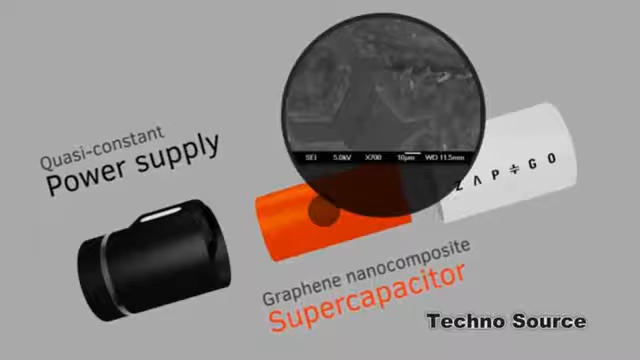 SEI 5.0kV X700 10µm WD 11.5mm
ZAP&GO
Quasi-constant
Power supply
Graphene nanocomposite
Supercapacitor
Techno Source